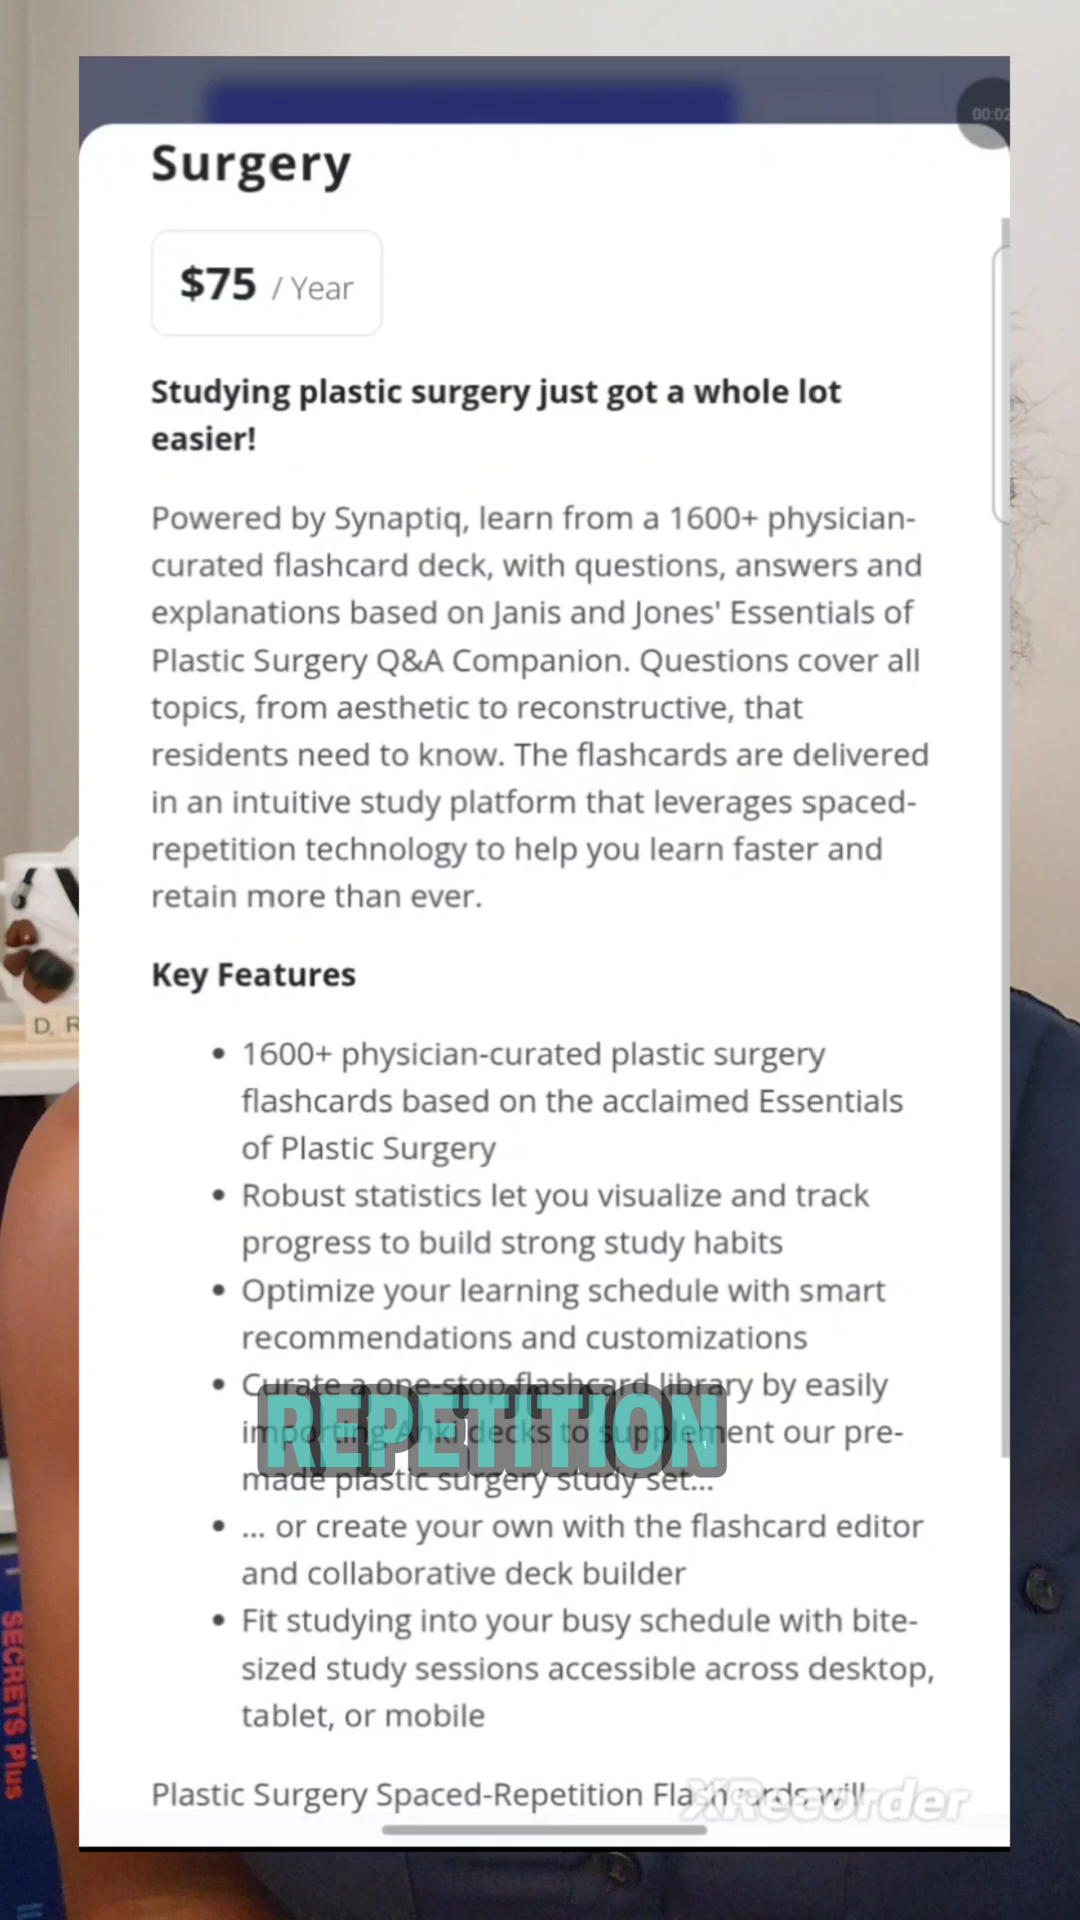 00:02
Surgery
$75 / Year
Studying plastic surgery just got a whole lot
easier!
Powered by Synaptiq, learn from a 1600+ physician-
curated flashcard deck, with questions, answers and
explanations based on Janis and Jones' Essentials of
Plastic Surgery Q&A Companion. Questions cover all
topics, from aesthetic to reconstructive, that
residents need to know. The flashcards are delivered
in an intuitive study platform that leverages spaced-
repetition technology to help you learn faster and
retain more than ever.
Key Features
D, R
• 1600+ physician-curated plastic surgery
flashcards based on the acclaimed Essentials
of Plastic Surgery
• Robust statistics let you visualize and track
progress to build strong study habits
• Optimize your learning schedule with smart
recommendations and customizations
• Curate a one-stop flashcard library by easily
importing Anki decks to supplement our pre-
made plastic surgery study set...
REPETITION
• ... or create your own with the flashcard editor
and collaborative deck builder
• Fit studying into your busy schedule with bite-
sized study sessions accessible across desktop,
tablet, or mobile
SECRETS Plus
Plastic Surgery Spaced-Repetition Flashcards will
XRecorder